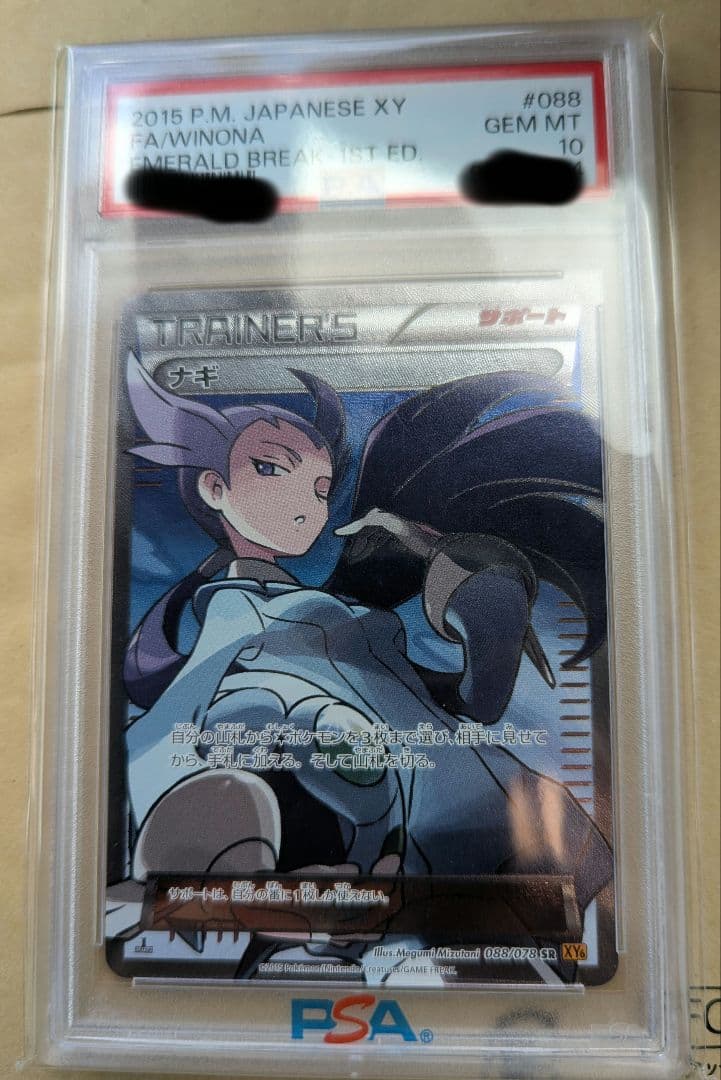 2015 P.M. JAPANESE XY #088
FA/WINONA GEM MT
EMERALD BREAK-1ST ED. 10
PSA
TRAINER'S サポート
ナギ
自分の山札から ポケモンを3枚まで選び、相手に見せて
から、手札に加える。そして山札を切る。
サポートは、自分の番に1枚しか使えない。
Illus. Megumi Mizutani 088/078 SR XY6
©2015 Pokémon/Nintendo/Creatures/GAME FREAK.
PSA®